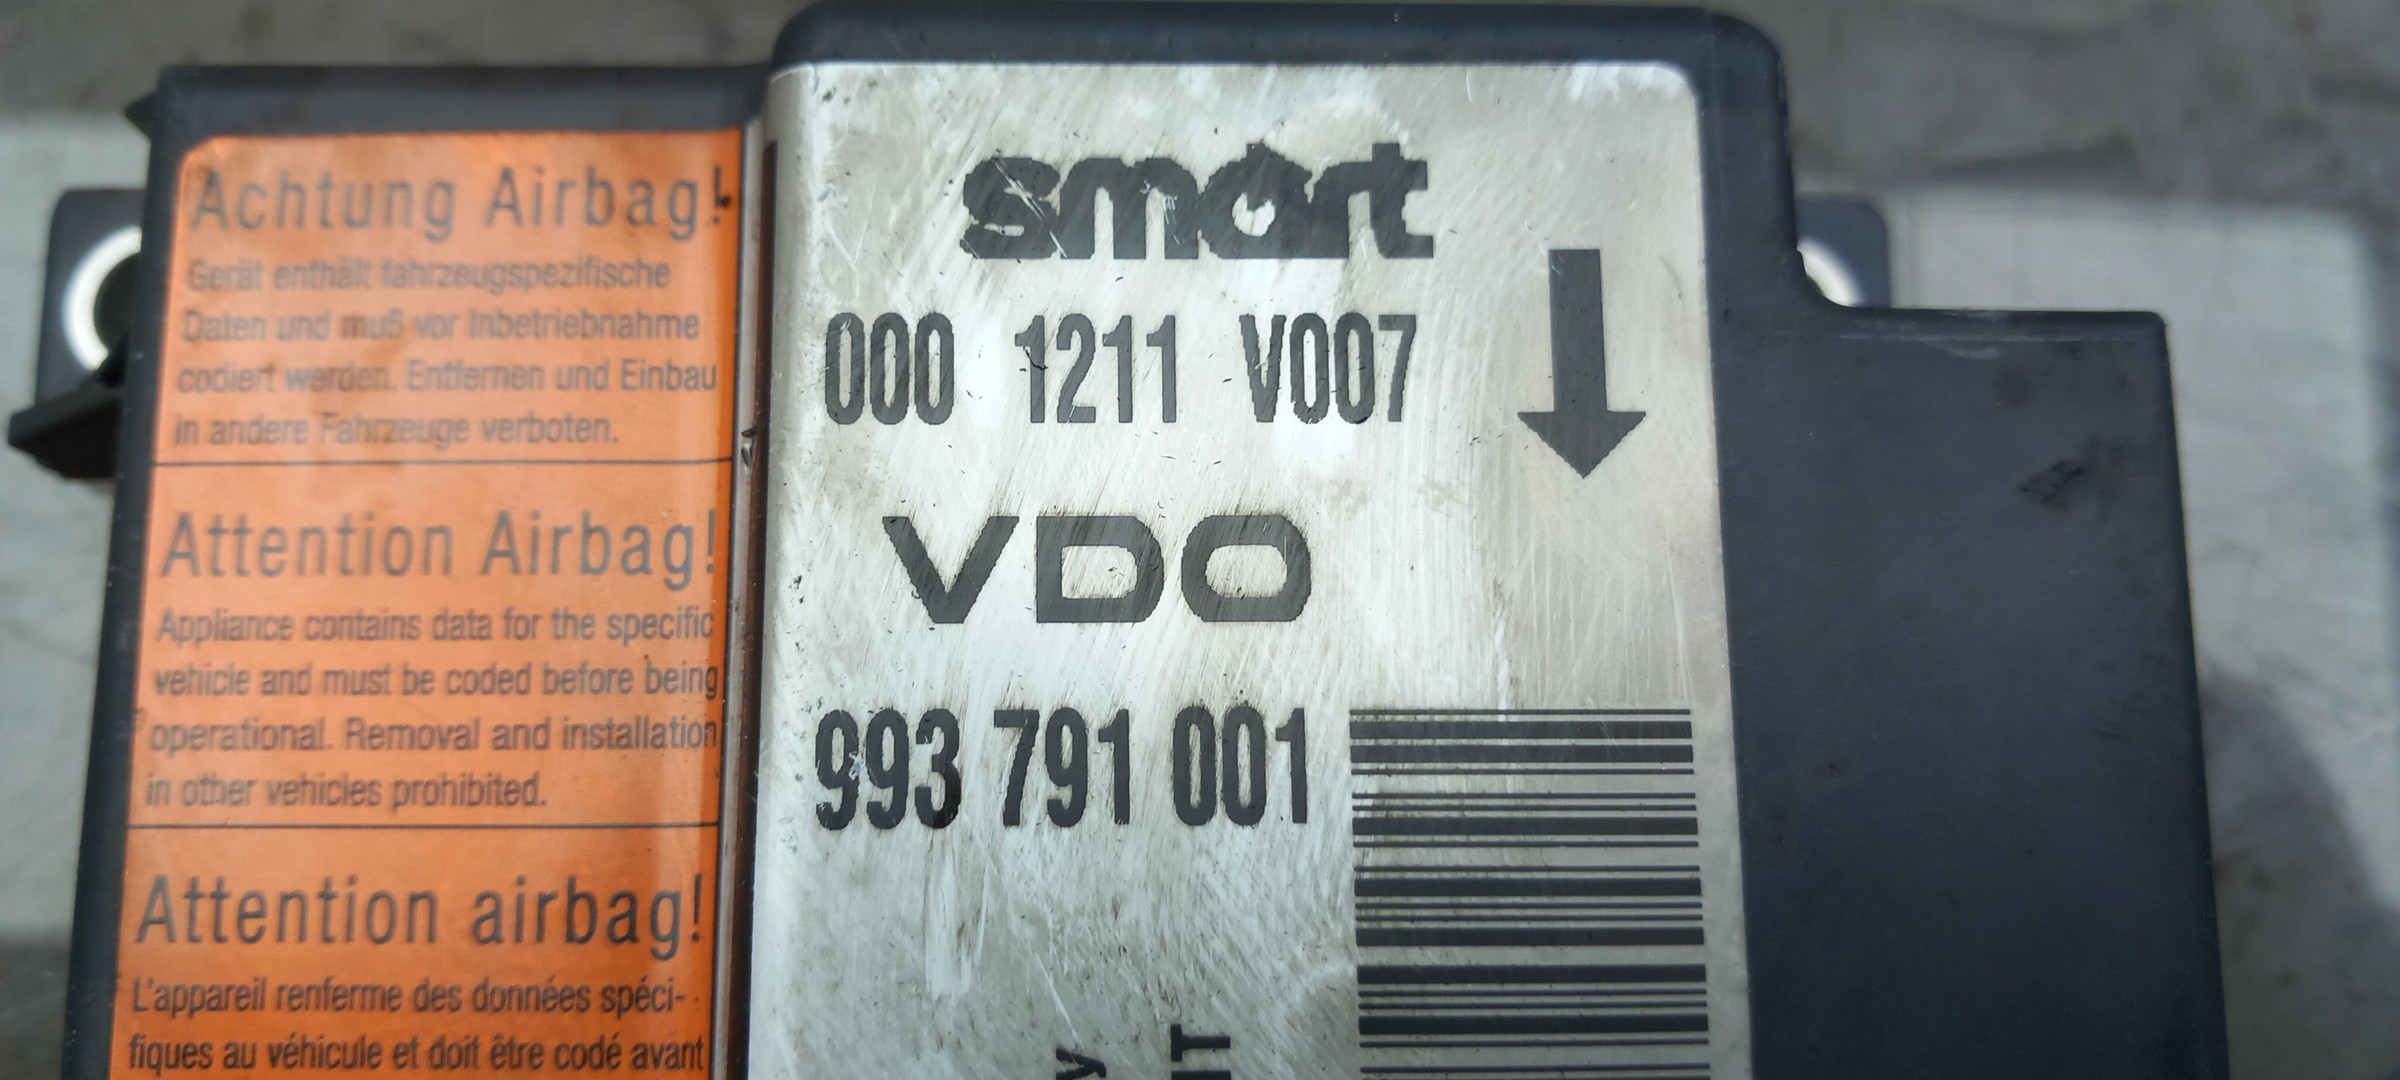 Achtung Airbag!
Gerät enthält fahrzeugspezifische
Daten und muß vor Inbetriebnahme
codiert werden. Entfernen und Einbau
in andere Fahrzeuge verboten.
Attention Airbag!
Appliance contains data for the specific
vehicle and must be coded before being
operational. Removal and installation
in other vehicles prohibited.
Attention airbag!
L'appareil renferme des données spéci-
fiques au véhicule et doit être codé avant
smart
000 1211 V007
VDO
993 791 001